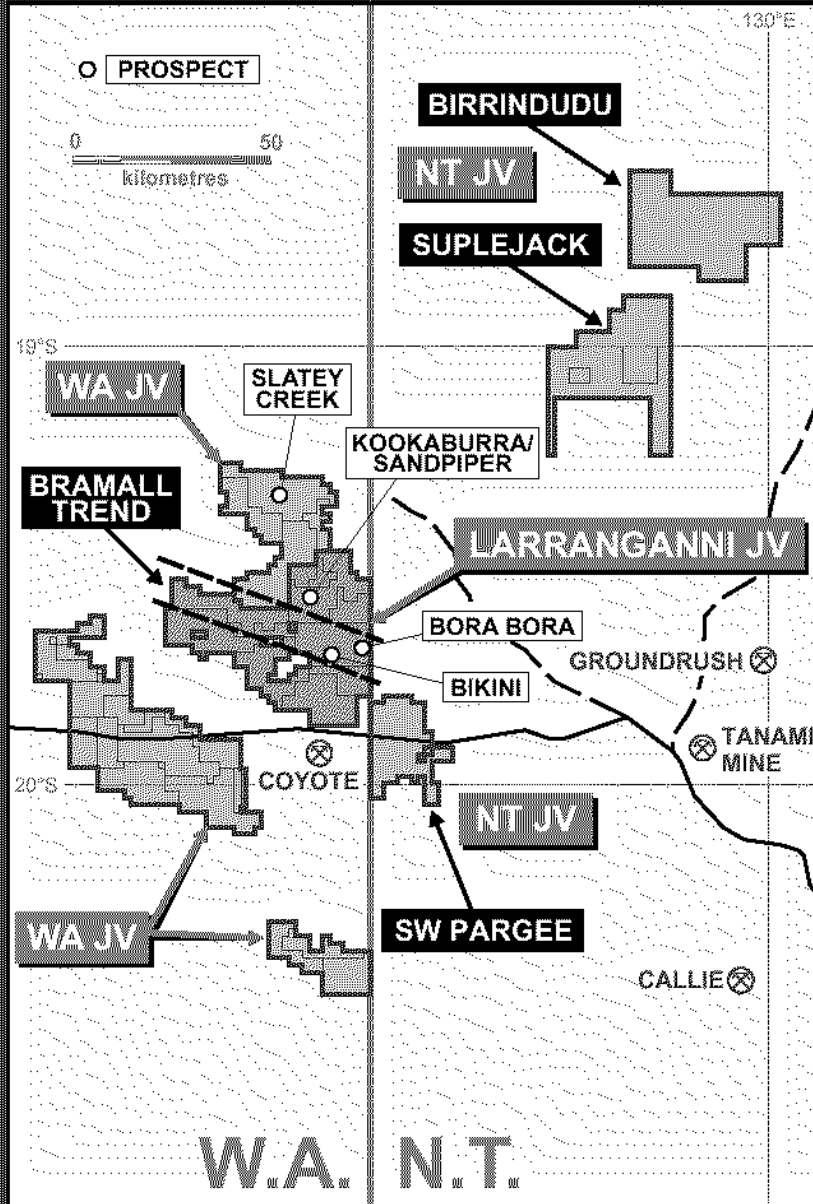 130°E
PROSPECT
0 50
kilometres
BIRRINDUDU
NT JV
SUPLEJACK
19°S
WA JV
SLATEY
CREEK
KOOKABURRA/
SANDPIPER
BRAMALL
TREND
LARRANGANNI JV
BORA BORA
GROUNDRUSH
BIKINI
TANAMI
MINE
COYOTE
20°S
NT JV
WA JV
SW PARGEE
CALLIE
W.A. N.T.